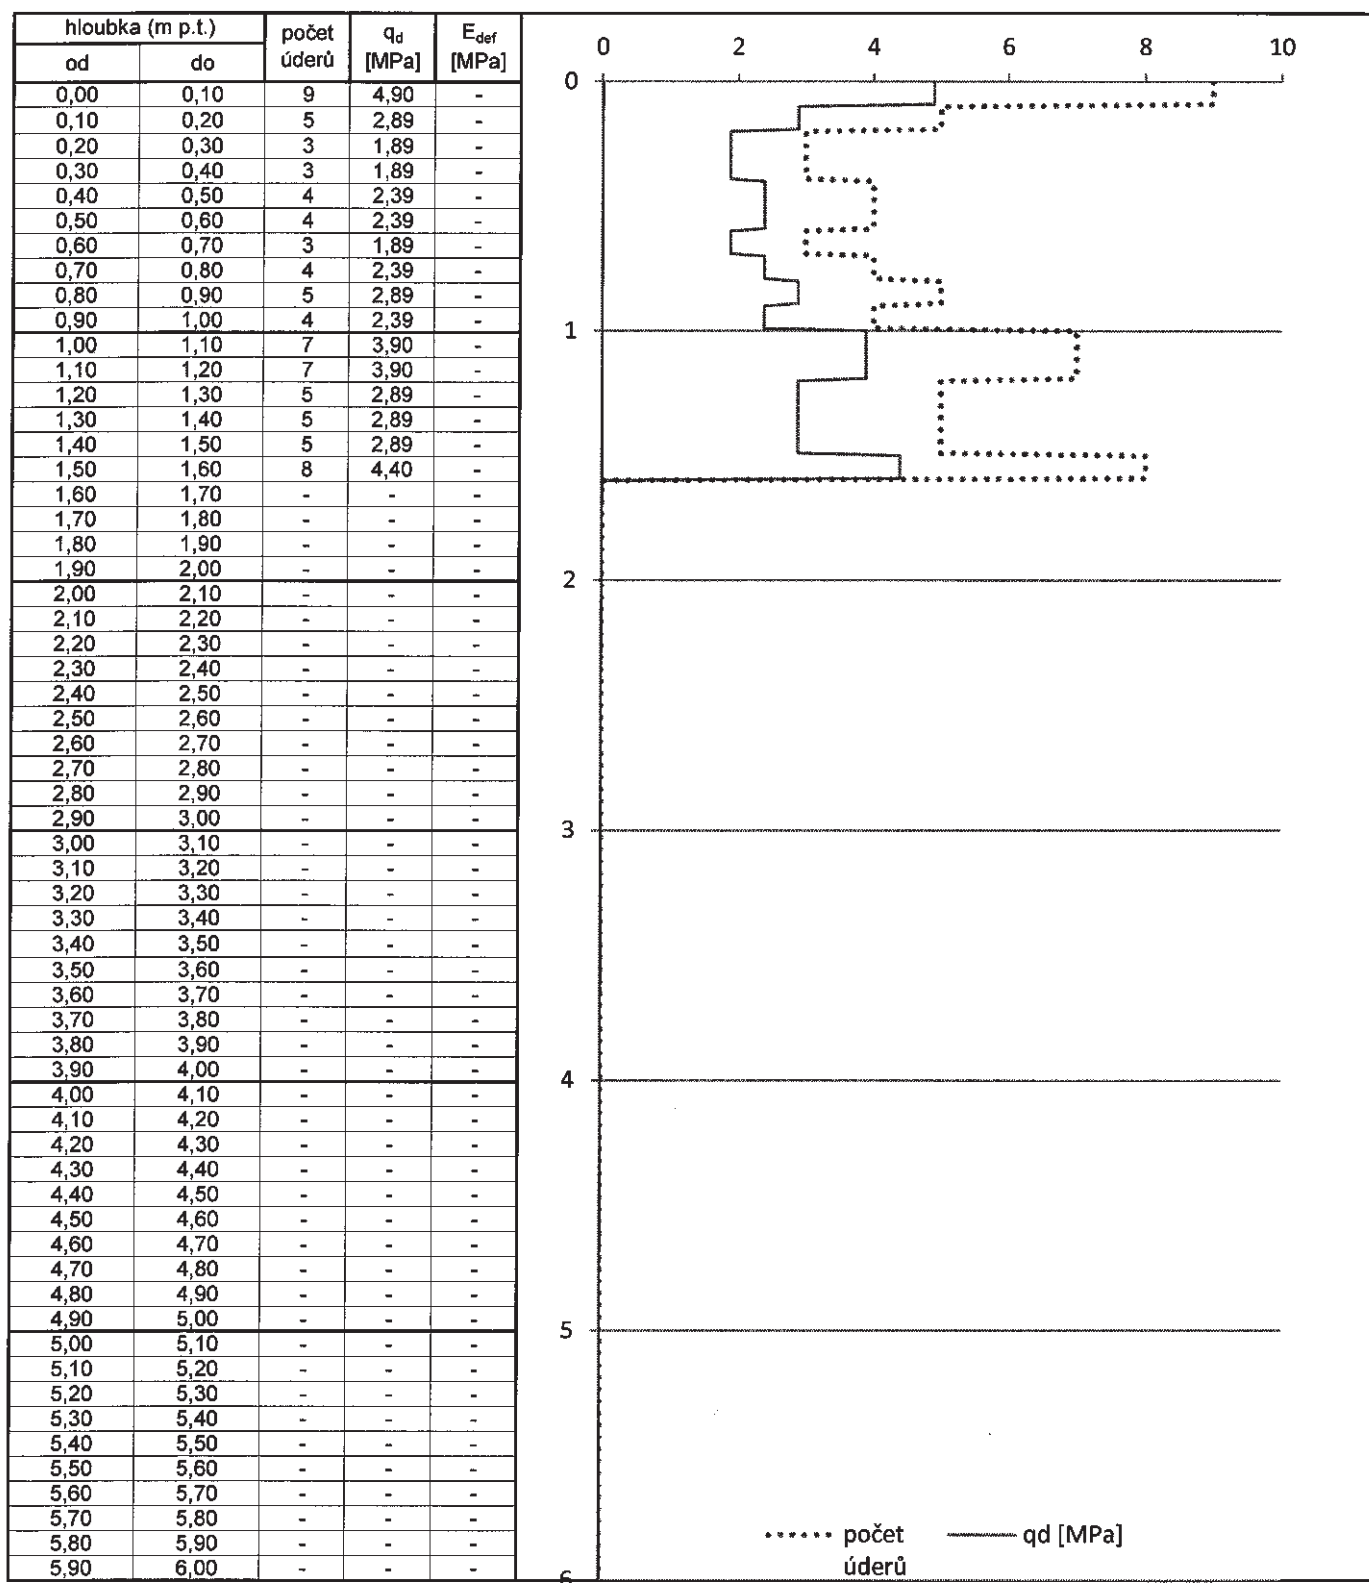 hloubka (m p.t.) počet úderů qd [MPa] Edef [MPa]
od do
0,00 0,10 9 4,90 -
0,10 0,20 5 2,89 -
0,20 0,30 3 1,89 -
0,30 0,40 3 1,89 -
0,40 0,50 4 2,39 -
0,50 0,60 4 2,39 -
0,60 0,70 3 1,89 -
0,70 0,80 4 2,39 -
0,80 0,90 5 2,89 -
0,90 1,00 4 2,39 -
1,00 1,10 7 3,90 -
1,10 1,20 7 3,90 -
1,20 1,30 5 2,89 -
1,30 1,40 5 2,89 -
1,40 1,50 5 2,89 -
1,50 1,60 8 4,40 -
1,60 1,70 - - -
1,70 1,80 - - -
1,80 1,90 - - -
1,90 2,00 - - -
2,00 2,10 - - -
2,10 2,20 - - -
2,20 2,30 - - -
2,30 2,40 - - -
2,40 2,50 - - -
2,50 2,60 - - -
2,60 2,70 - - -
2,70 2,80 - - -
2,80 2,90 - - -
2,90 3,00 - - -
3,00 3,10 - - -
3,10 3,20 - - -
3,20 3,30 - - -
3,30 3,40 - - -
3,40 3,50 - - -
3,50 3,60 - - -
3,60 3,70 - - -
3,70 3,80 - - -
3,80 3,90 - - -
3,90 4,00 - - -
4,00 4,10 - - -
4,10 4,20 - - -
4,20 4,30 - - -
4,30 4,40 - - -
4,40 4,50 - - -
4,50 4,60 - - -
4,60 4,70 - - -
4,70 4,80 - - -
4,80 4,90 - - -
4,90 5,00 - - -
5,00 5,10 - - -
5,10 5,20 - - -
5,20 5,30 - - -
5,30 5,40 - - -
5,40 5,50 - - -
5,50 5,60 - - -
5,60 5,70 - - -
5,70 5,80 - - -
5,80 5,90 - - -
5,90 6,00 - - -
0 2 4 6 8 10
0
1
2
3
4
5
6
počet úderů
qd [MPa]